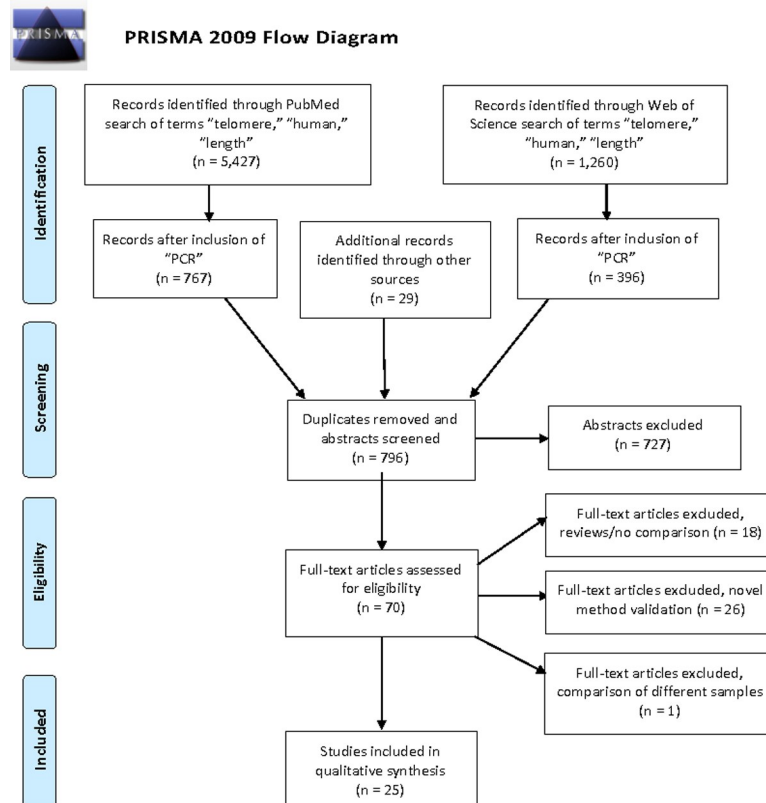 PRISMA
PRISMA 2009 Flow Diagram
Identification
Records identified through PubMed
search of terms “telomere,” “human,”
“length”
(n = 5,427)
Records identified through Web of
Science search of terms “telomere,”
“human,” “length”
(n = 1,260)
Records after inclusion of
“PCR”
(n = 767)
Additional records
identified through other
sources
(n = 29)
Records after inclusion of
“PCR”
(n = 396)
Screening
Duplicates removed and
abstracts screened
(n = 796)
Abstracts excluded
(n = 727)
Eligibility
Full-text articles assessed
for eligibility
(n = 70)
Full-text articles excluded,
reviews/no comparison (n = 18)
Full-text articles excluded, novel
method validation (n = 26)
Full-text articles excluded,
comparison of different samples
(n = 1)
Included
Studies included in
qualitative synthesis
(n = 25)